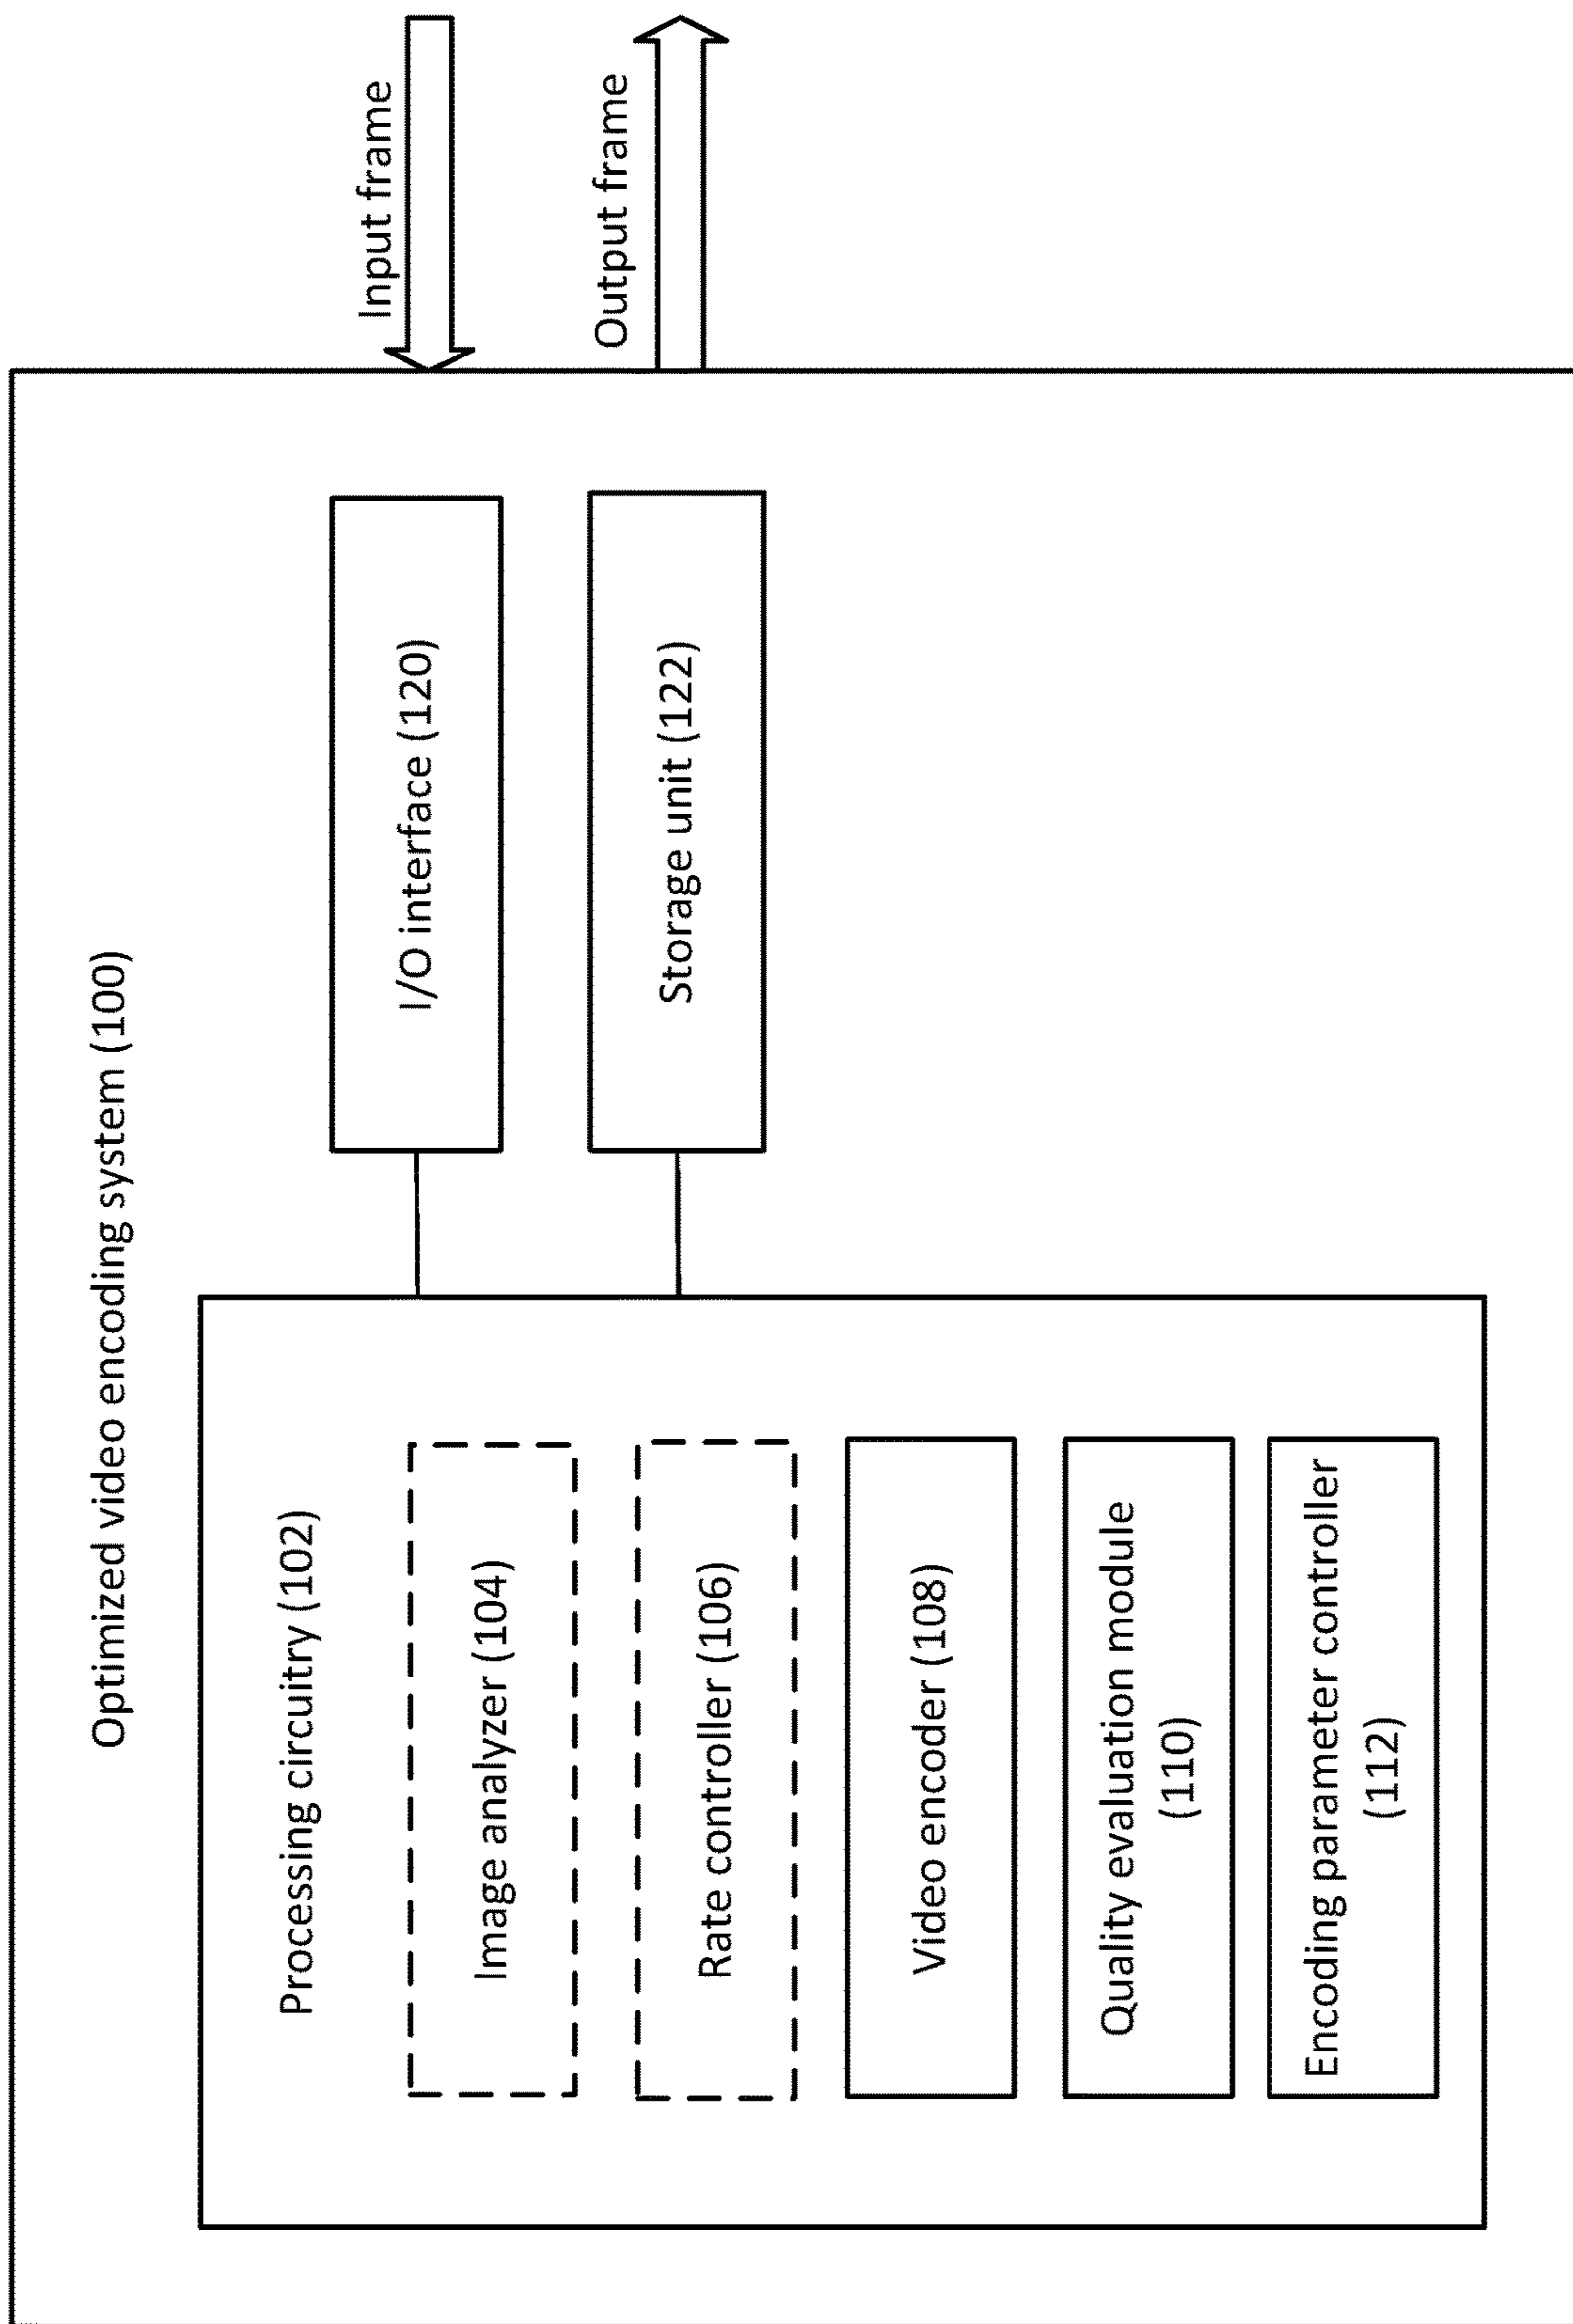 Optimized video encoding system (100)
Processing circuitry (102)
Image analyzer (104)
Rate controller (106)
Video encoder (108)
Quality evaluation module
(110)
Encoding parameter controller
(112)
I/O interface (120)
Storage unit (122)
Input frame
Output frame